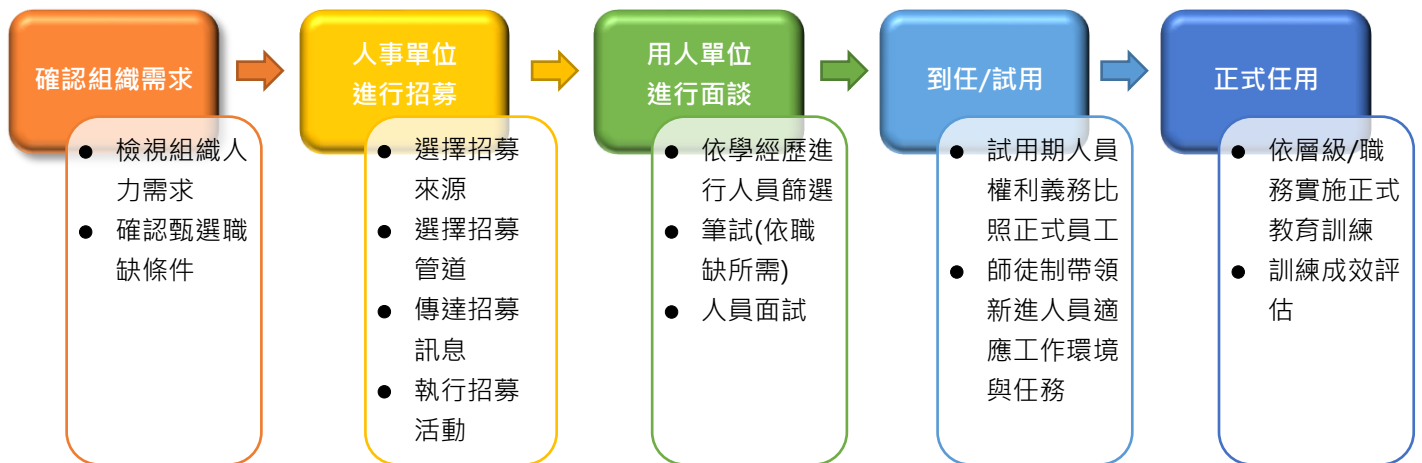 確認組織需求
● 檢視組織人
力需求
● 確認甄選職
缺條件
人事單位
進行招募
● 選擇招募
來源
● 選擇招募
管道
● 傳達招募
訊息
● 執行招募
活動
用人單位
進行面談
● 依學經歷進
行人員篩選
● 筆試(依職
缺所需)
● 人員面試
到任/試用
● 試用期人員
權利義務比
照正式員工
● 師徒制帶領
新進人員適
應工作環境
與任務
正式任用
● 依層級/職
務實施正式
教育訓練
● 訓練成效評
估